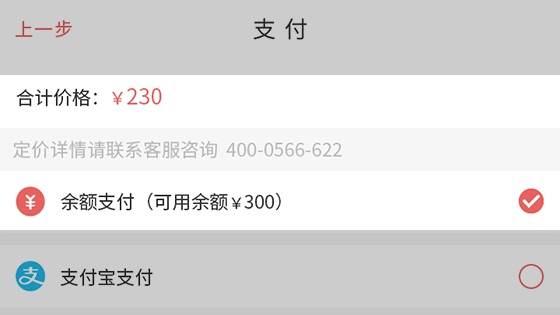 上一步
支付
合计价格：￥230
定价详情请联系客服咨询 400-0566-622
￥ 余额支付（可用余额￥300）
支 支付宝支付